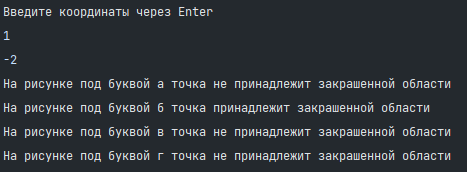 Введите координаты через Enter
1
-2
На рисунке под буквой а точка не принадлежит закрашенной области
На рисунке под буквой б точка принадлежит закрашенной области
На рисунке под буквой в точка не принадлежит закрашенной области
На рисунке под буквой г точка не принадлежит закрашенной области